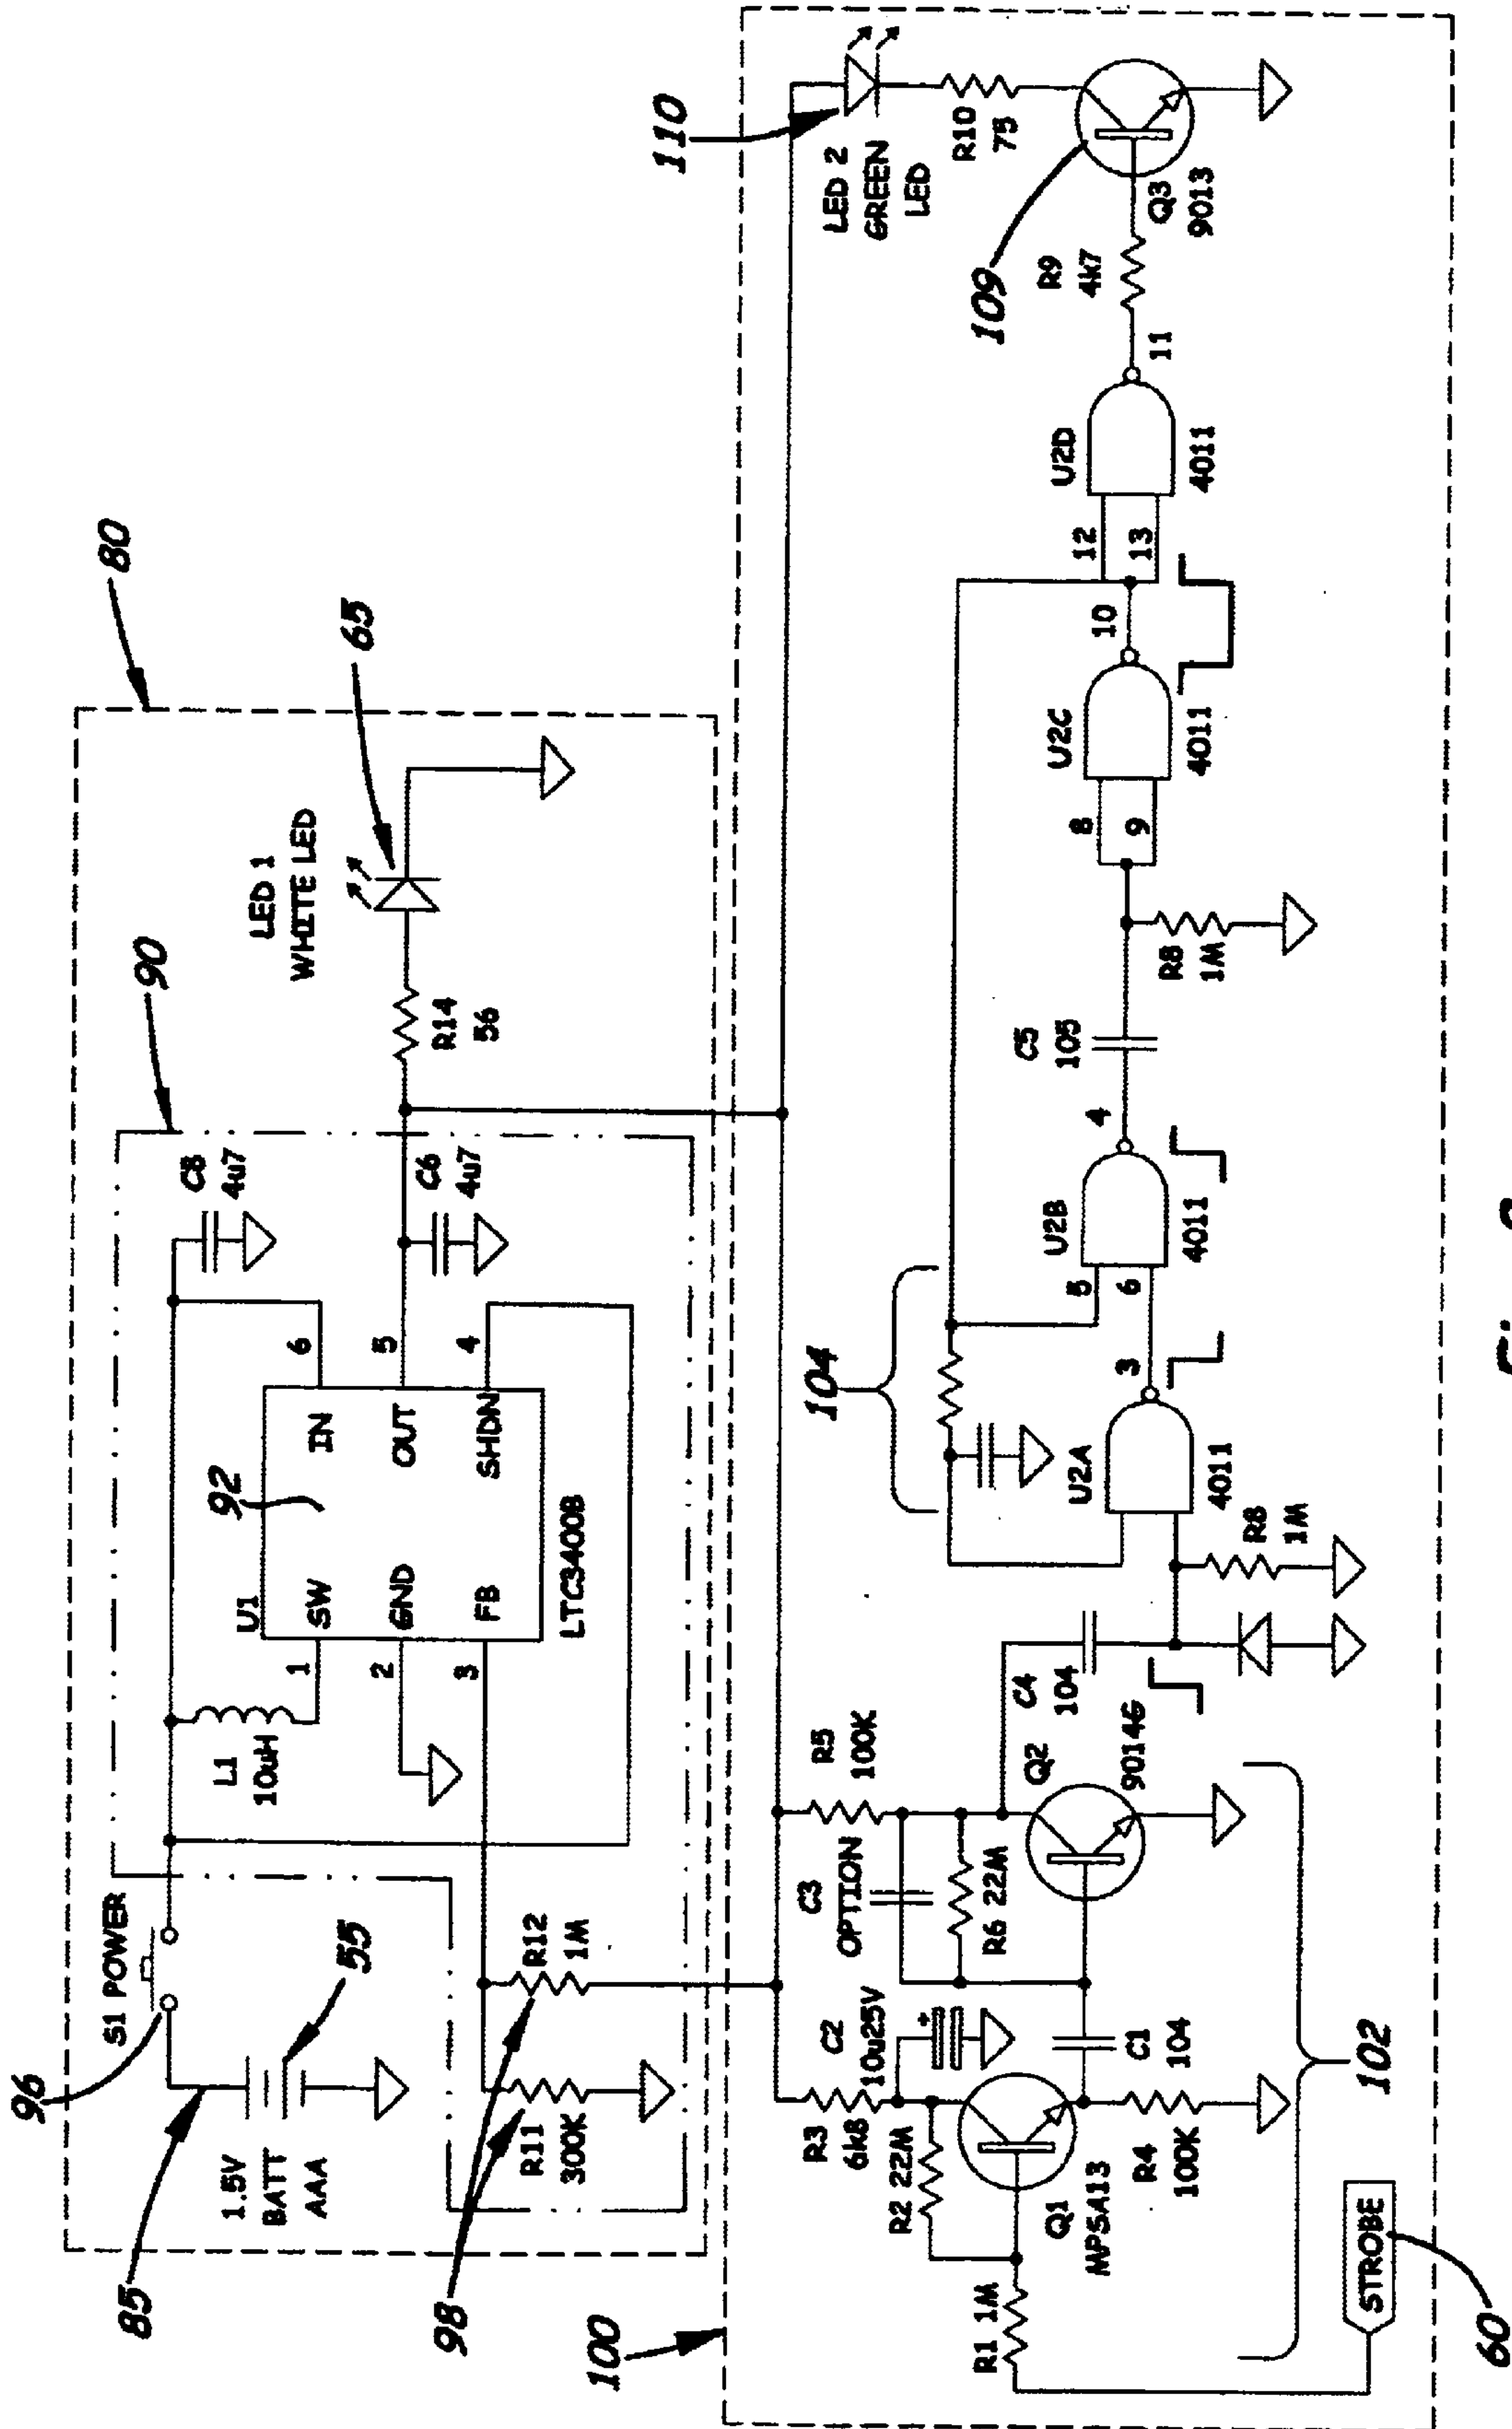 96
S1 POWER
85
1.5V
BATT
AAA
55
L1
10uH
U1
92
SW
GND
FB
IN
OUT
SHDN
1
2
3
6
5
4
LTC3400B
C8
4u7
C6
4u7
90
R14
56
LED 1
WHITE LED
65
80
98
R11
300K
R12
1M
100
R1 1M
R2 22M
R3
6k8
C2
10u25V
+
Q1
MPSA13
R4
100K
C1
104
C3
OPTION
R5
100K
R6 22M
Q2
9014G
102
STROBE
60
C4
104
R8
1M
104
U2A
4011
3
5
6
U2B
4011
4
C5
105
R8
1M
8
9
U2C
4011
10
12
13
U2D
4011
11
R9
4k7
109
Q3
9013
R10
75
LED 2
GREEN
LED
110